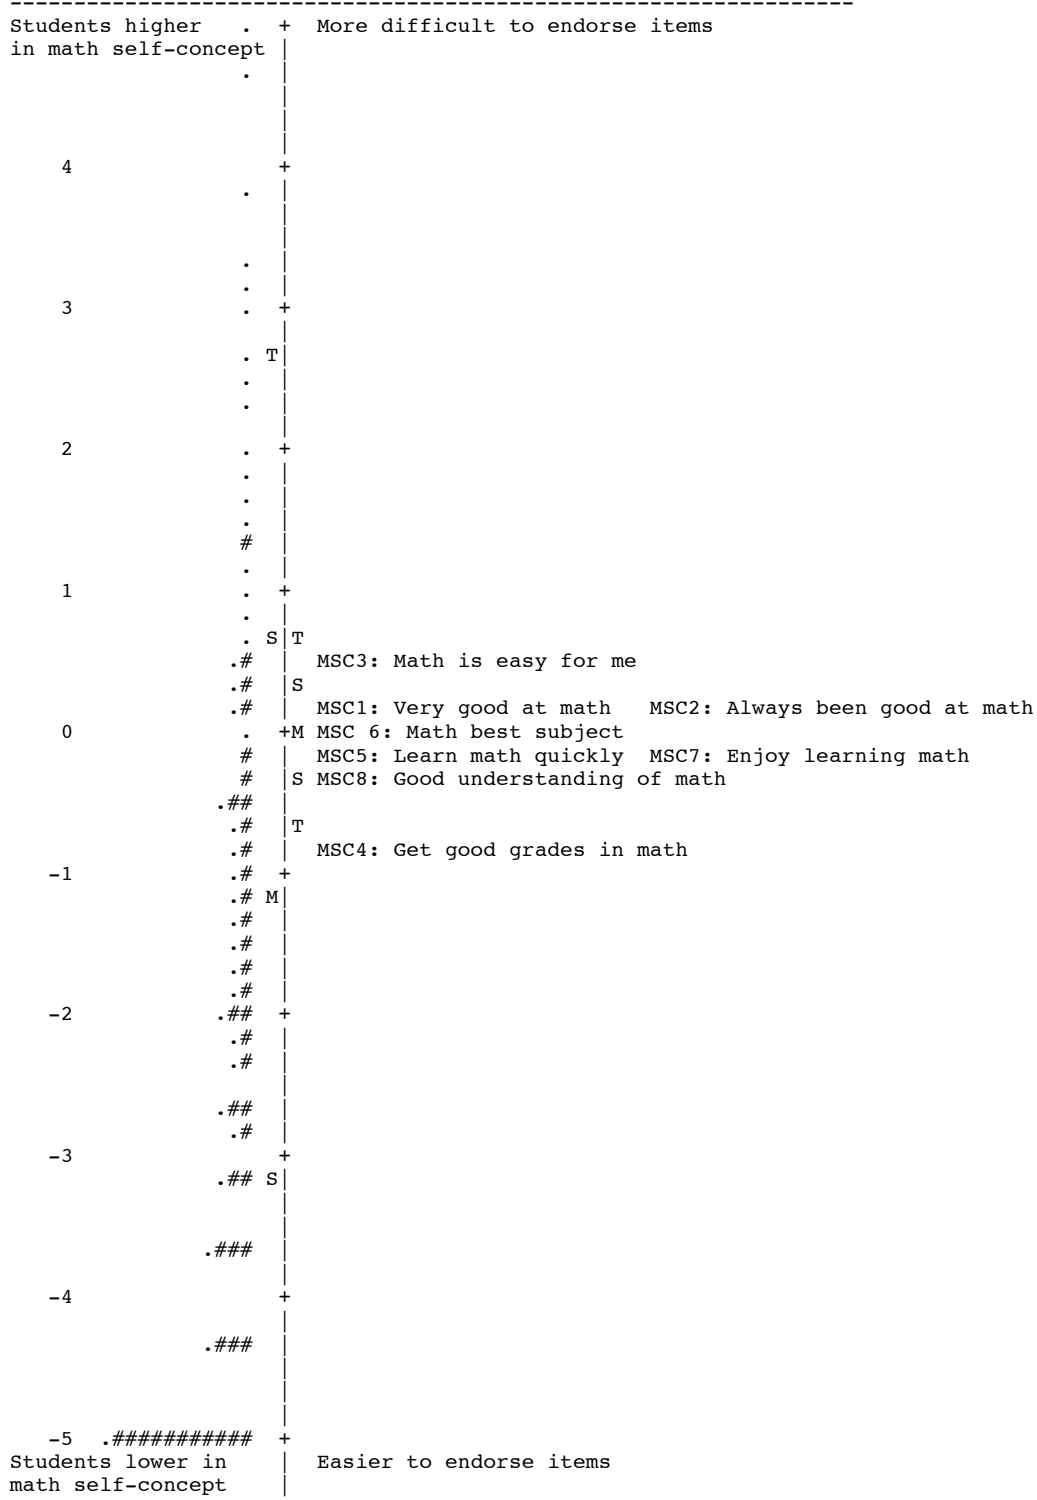 ------------------------------------------------------------------
Students higher   .  +  More difficult to endorse items
in math self-concept |
                   . |
                     |
                     |
                     |
    4                +
                  .  |
                     |
                     |
                  .  |
                  .  |
    3             .  +
                     |
                  . T|
                  .  |
                  .  |
                     |
    2             .  +
                  .  |
                  .  |
                  .  |
                  #  |
                  .  |
    1             .  +
                  .  |
                  . S|T
                 .#  |  MSC3: Math is easy for me
                 .#  |S
                 .#  |  MSC1: Very good at math   MSC2: Always been good at math
    0             .  +M MSC 6: Math best subject
                  #  |  MSC5: Learn math quickly  MSC7: Enjoy learning math
                  #  |S MSC8: Good understanding of math
                .##  |
                 .#  |T
                 .#  |  MSC4: Get good grades in math
   -1            .#  +
                 .# M|
                 .#  |
                 .#  |
                 .#  |
                 .#  |
   -2           .##  +
                 .#  |
                 .#  |
                     |
                .##  |
                 .#  |
   -3                +
                .## S|
                     |
                     |
               .###  |
                     |
   -4                +
                     |
               .###  |
                     |
                     |
                     |
   -5  .###########  +
Students lower in    |  Easier to endorse items
math self-concept    |